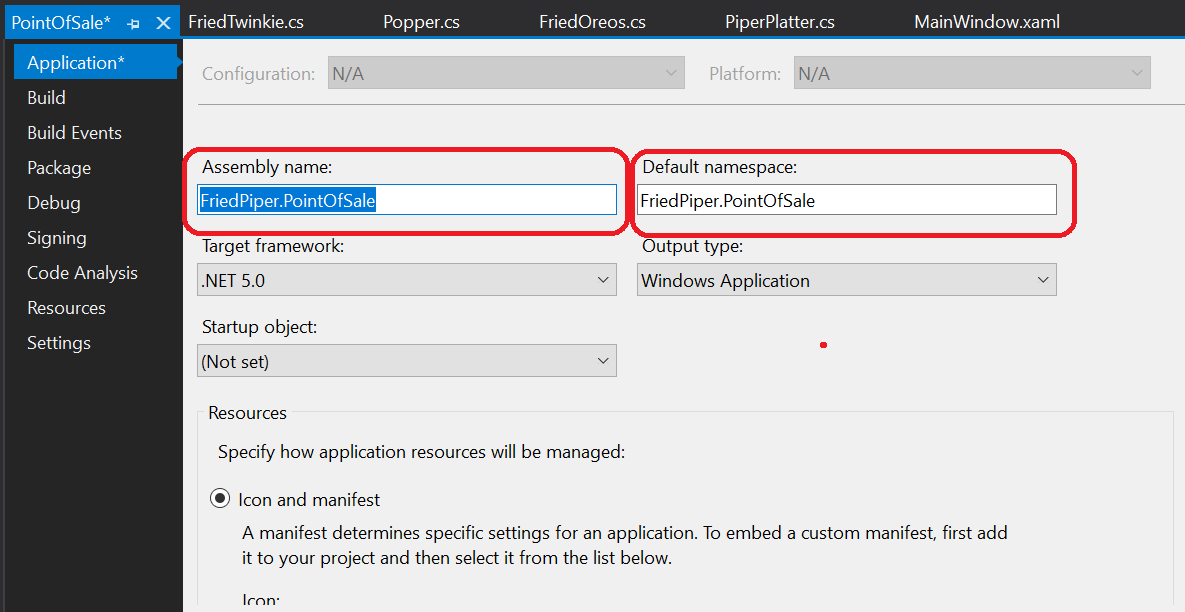 PointOfSale* FriedTwinkie.cs Popper.cs FriedOreos.cs PiperPlatter.cs MainWindow.xaml
Application*
Build
Build Events
Package
Debug
Signing
Code Analysis
Resources
Settings
Configuration: N/A Platform: N/A
Assembly name: Default namespace:
FriedPiper.PointOfSale FriedPiper.PointOfSale
Target framework: Output type:
.NET 5.0 Windows Application
Startup object:
(Not set)
Resources
Specify how application resources will be managed:
Icon and manifest
A manifest determines specific settings for an application. To embed a custom manifest, first add
it to your project and then select it from the list below.
Icon: